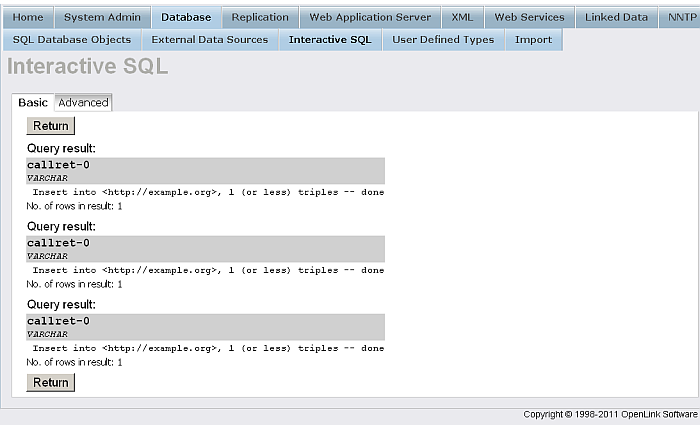 Home System Admin Database Replication Web Application Server XML Web Services Linked Data NNTP
SQL Database Objects External Data Sources Interactive SQL User Defined Types Import
Interactive SQL
Basic Advanced
Return
Query result:
callret-0
VARCHAR
Insert into <http://example.org>, 1 (or less) triples -- done
No. of rows in result: 1
Query result:
callret-0
VARCHAR
Insert into <http://example.org>, 1 (or less) triples -- done
No. of rows in result: 1
Query result:
callret-0
VARCHAR
Insert into <http://example.org>, 1 (or less) triples -- done
No. of rows in result: 1
Return
Copyright © 1998-2011 OpenLink Software